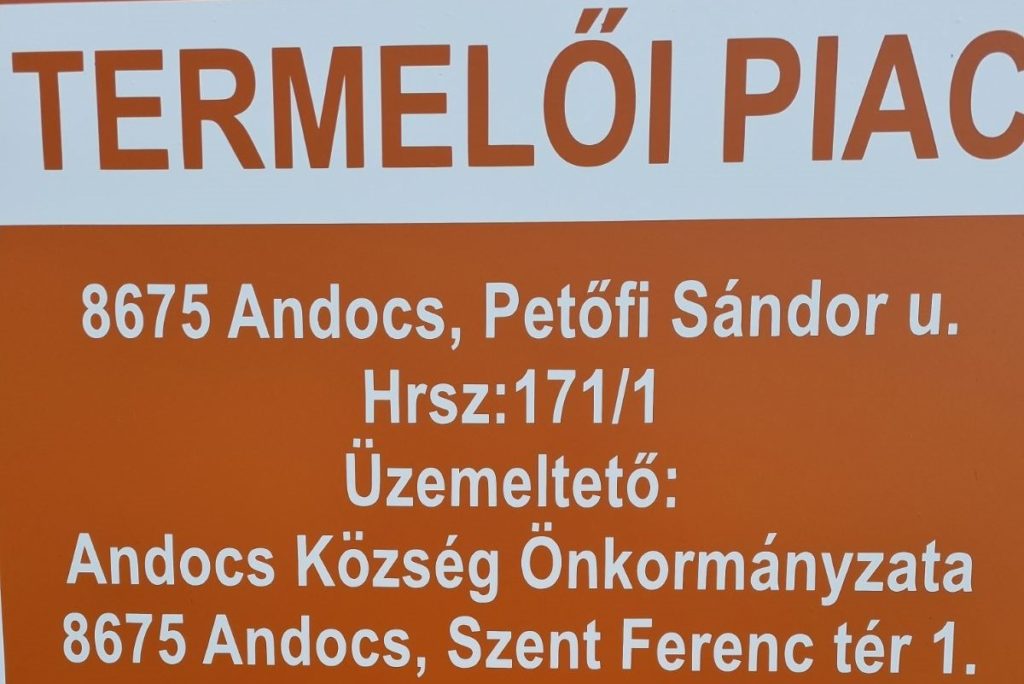 TERMELŐI PIAC
8675 Andocs, Petőfi Sándor u.
Hrsz:171/1
Üzemeltető:
Andocs Község Önkormányzata
8675 Andocs, Szent Ferenc tér 1.